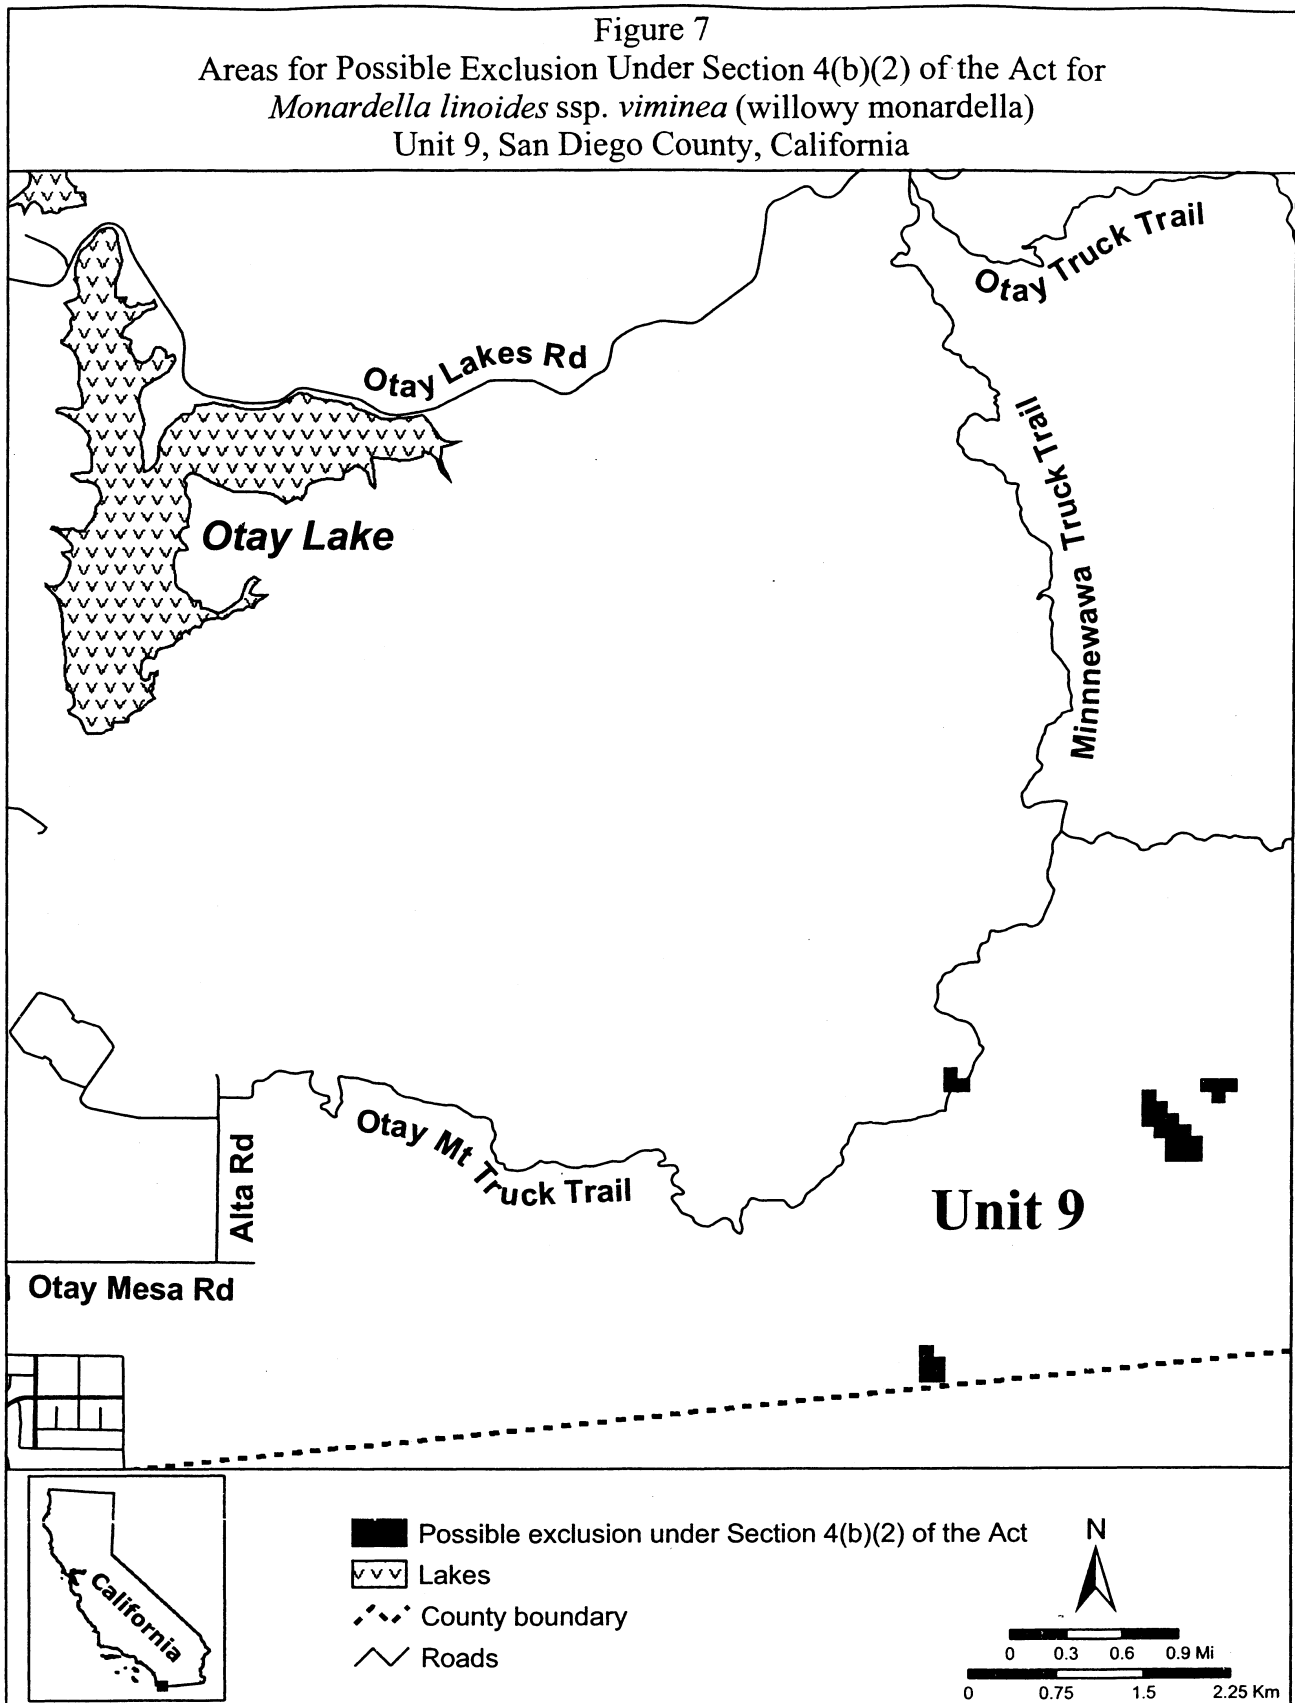 Figure 7
Areas for Possible Exclusion Under Section 4(b)(2) of the Act for
Monardella linoides ssp. viminea (willowy monardella)
Unit 9, San Diego County, California
Otay Truck Trail
Otay Lakes Rd
Minnnewawa Truck Trail
Otay Lake
Otay Mt Truck Trail
Alta Rd
Unit 9
Otay Mesa Rd
California
Possible exclusion under Section 4(b)(2) of the Act
Lakes
County boundary
Roads
N
0 0.3 0.6 0.9 Mi
0 0.75 1.5 2.25 Km